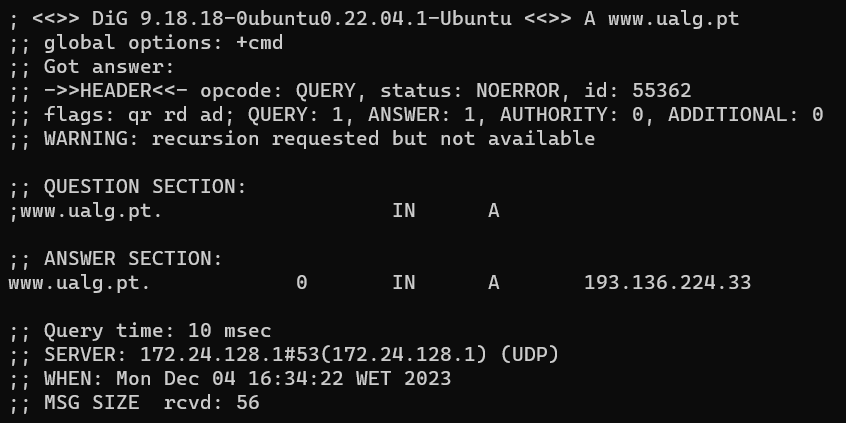 ; <<>> DiG 9.18.18-0ubuntu0.22.04.1-Ubuntu <<>> A www.ualg.pt
;; global options: +cmd
;; Got answer:
;; ->>HEADER<<- opcode: QUERY, status: NOERROR, id: 55362
;; flags: qr rd ad; QUERY: 1, ANSWER: 1, AUTHORITY: 0, ADDITIONAL: 0
;; WARNING: recursion requested but not available
;; QUESTION SECTION:
;www.ualg.pt. IN A
;; ANSWER SECTION:
www.ualg.pt. 0 IN A 193.136.224.33
;; Query time: 10 msec
;; SERVER: 172.24.128.1#53(172.24.128.1) (UDP)
;; WHEN: Mon Dec 04 16:34:22 WET 2023
;; MSG SIZE rcvd: 56